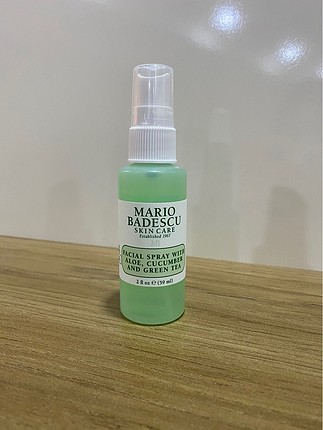 MARIO
BADESCU
SKIN CARE
Established 1967
FACIAL SPRAY WITH
ALOE, CUCUMBER
AND GREEN TEA
2 fl oz ℮ (59 ml)